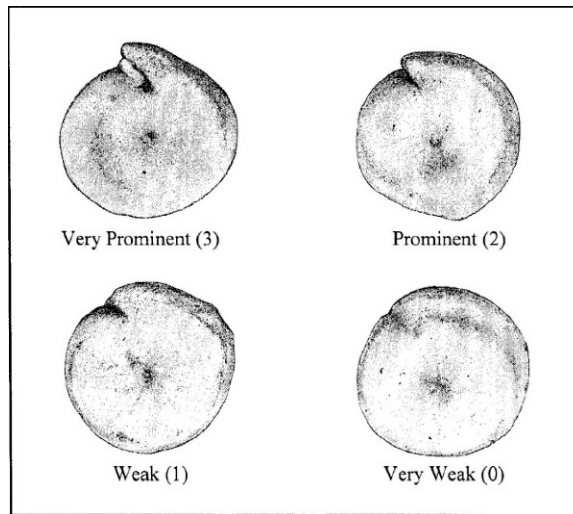 Very Prominent (3)
Prominent (2)
Weak (1)
Very Weak (0)